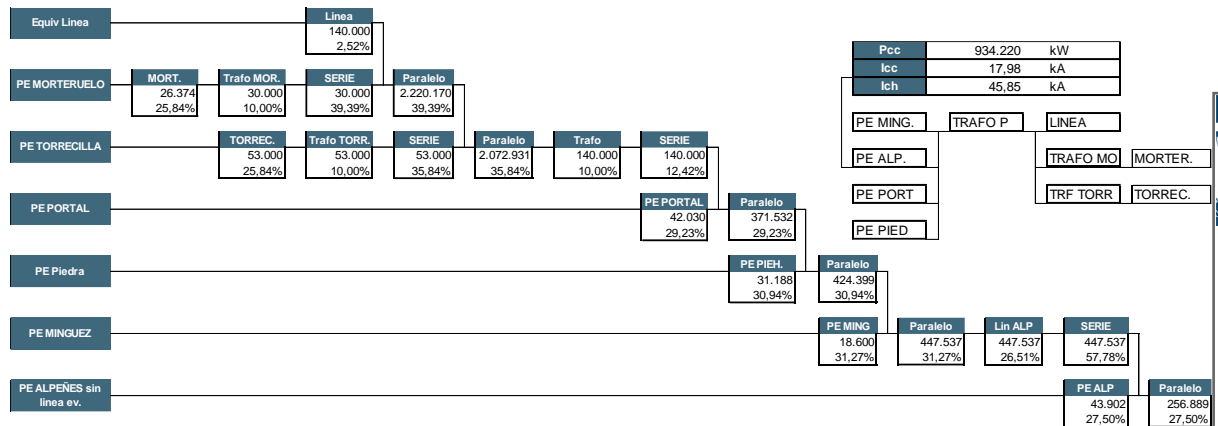 Equiv Linea
Linea
140.000
2,52%
Pcc 934.220 kW
Icc 17,98 kA
Ich 45,85 kA
PE MORTERUELO
MORT. Trafo MOR. SERIE Paralelo
26.374 30.000 30.000 2.220.170
25,84% 10,00% 39,39% 39,39%
PE MING. TRAFO P LINEA
PE TORRECILLA
TORREC. Trafo TORR. SERIE Paralelo Trafo SERIE
53.000 53.000 53.000 2.072.931 140.000 140.000
25,84% 10,00% 35,84% 35,84% 10,00% 12,42%
PE ALP. TRAFO MO MORTER.
PE PORT TRF TORR TORREC.
PE PORTAL
PE PORTAL Paralelo
42.030 371.532
29,23% 29,23%
PE PIED
PE Piedra
PE PIEH. Paralelo
31.188 424.399
30,94% 30,94%
PE MINGUEZ
PE MING Paralelo Lin ALP SERIE
18.600 447.537 447.537 447.537
31,27% 31,27% 26,51% 57,78%
PE ALPEÑES sin
linea ev.
PE ALP Paralelo
43.902 256.889
27,50% 27,50%